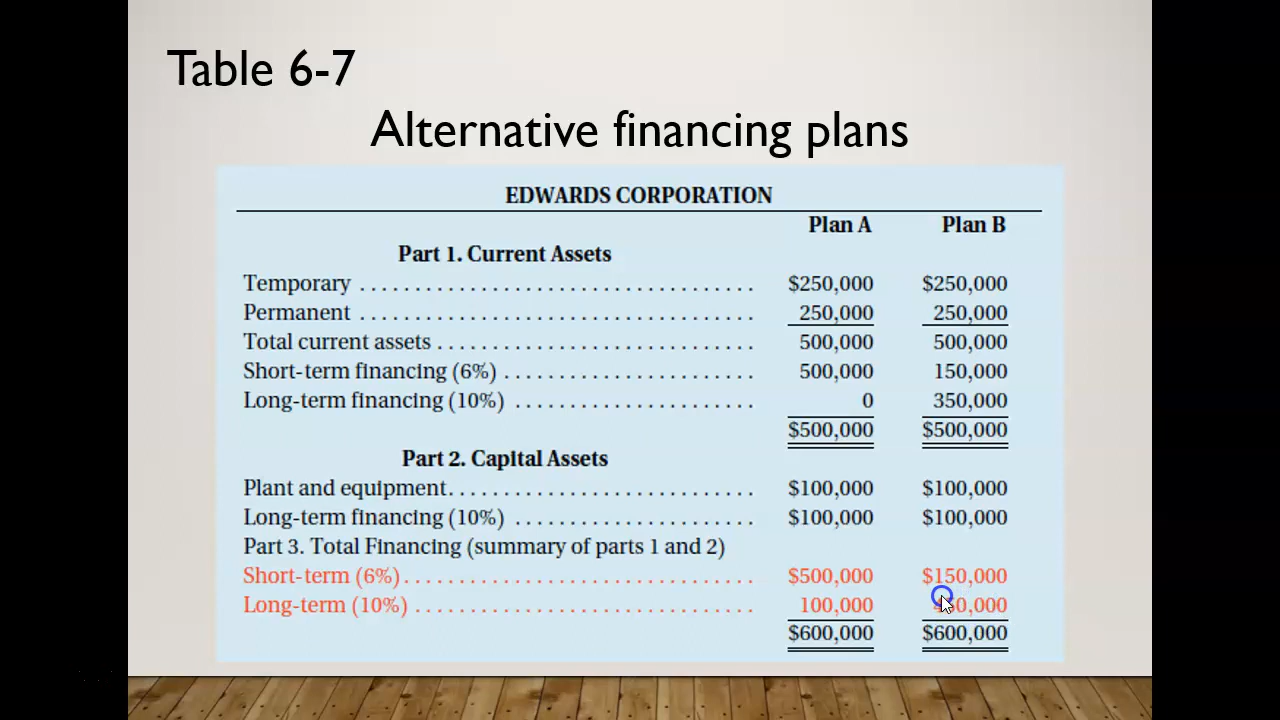 Table 6-7
Alternative financing plans
EDWARDS CORPORATION
Plan A Plan B
Part 1. Current Assets
Temporary $250,000 $250,000
Permanent 250,000 250,000
Total current assets 500,000 500,000
Short-term financing (6%) 500,000 150,000
Long-term financing (10%) 0 350,000
$500,000 $500,000
Part 2. Capital Assets
Plant and equipment $100,000 $100,000
Long-term financing (10%) $100,000 $100,000
Part 3. Total Financing (summary of parts 1 and 2)
Short-term (6%) $500,000 $150,000
Long-term (10%) 100,000
$600,000 $600,000